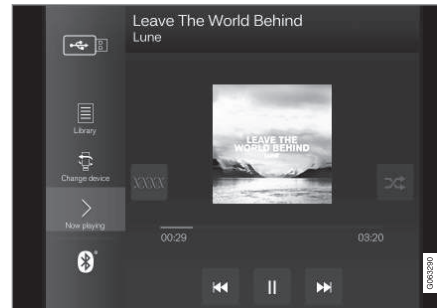 Leave The World Behind
Lune
Library
Change device
XXXX
Now playing
LEAVE THE
WORLD BEHIND
LUNE
00:29
03:20
G063290